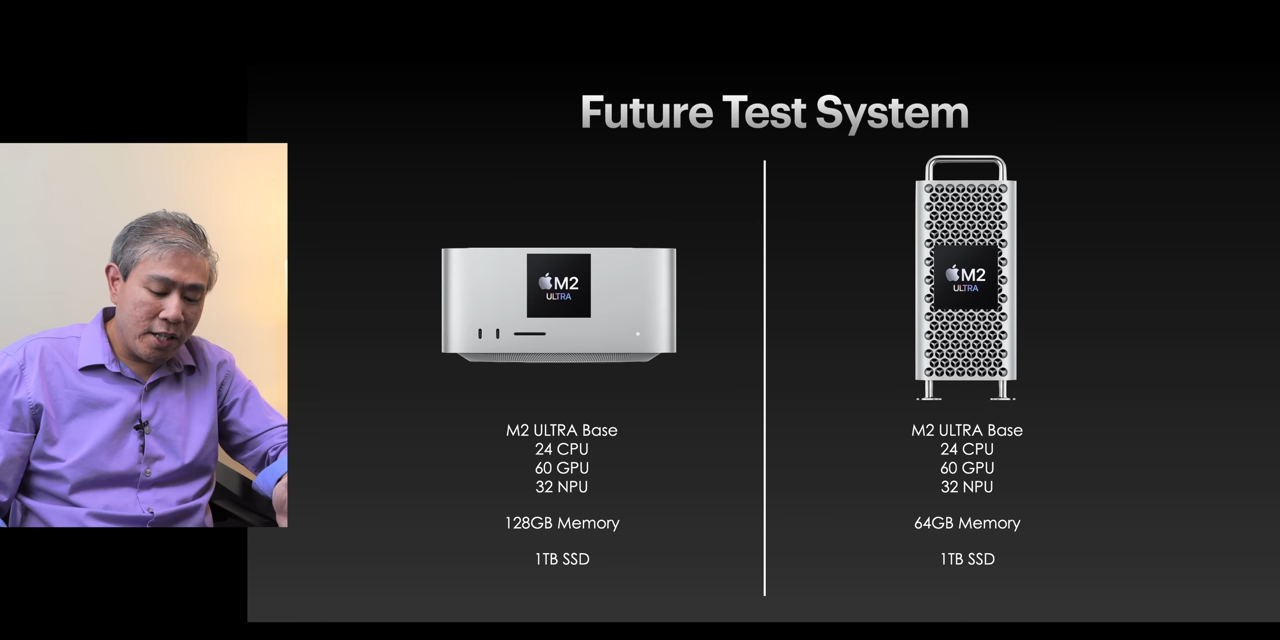 Future Test System
M2
ULTRA
M2 ULTRA Base
24 CPU
60 GPU
32 NPU
128GB Memory
1TB SSD
M2
ULTRA
M2 ULTRA Base
24 CPU
60 GPU
32 NPU
64GB Memory
1TB SSD